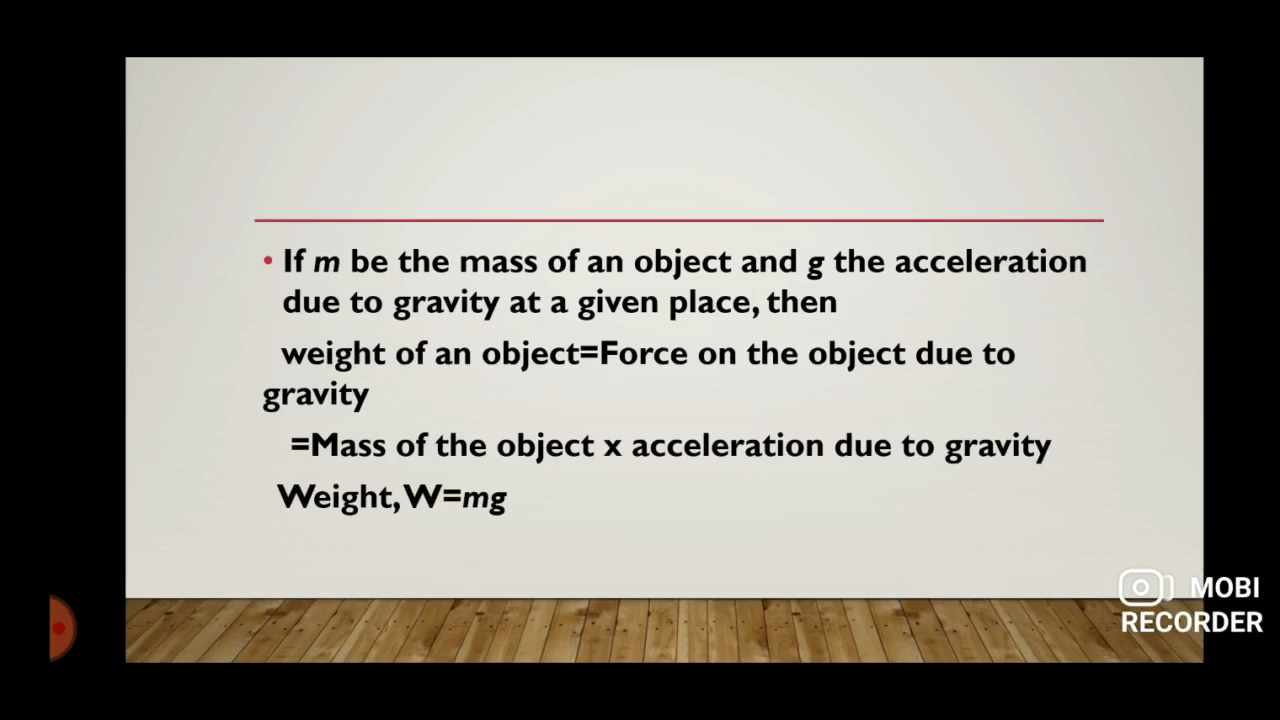 • If m be the mass of an object and g the acceleration
due to gravity at a given place, then
weight of an object=Force on the object due to
gravity
=Mass of the object x acceleration due to gravity
Weight, W=mg
MOBI
RECORDER